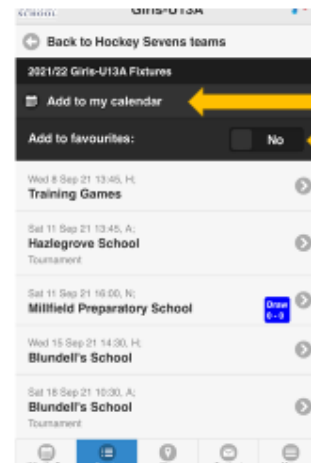 SCHOOL
Girls-U13A
Back to Hockey Sevens teams
2021/22 Girls-U13A Fixtures
Add to my calendar
Add to favourites:
No
Wed 8 Sep 21 13:45, H;
Training Games
Sat 11 Sep 21 13:45, A;
Hazlegrove School
Tournament
Sat 11 Sep 21 16:00, N;
Millfield Preparatory School
Draw
0 - 0
Wed 15 Sep 21 14:30, H;
Blundell's School
Sat 18 Sep 21 10:30, A;
Blundell's School
Tournament